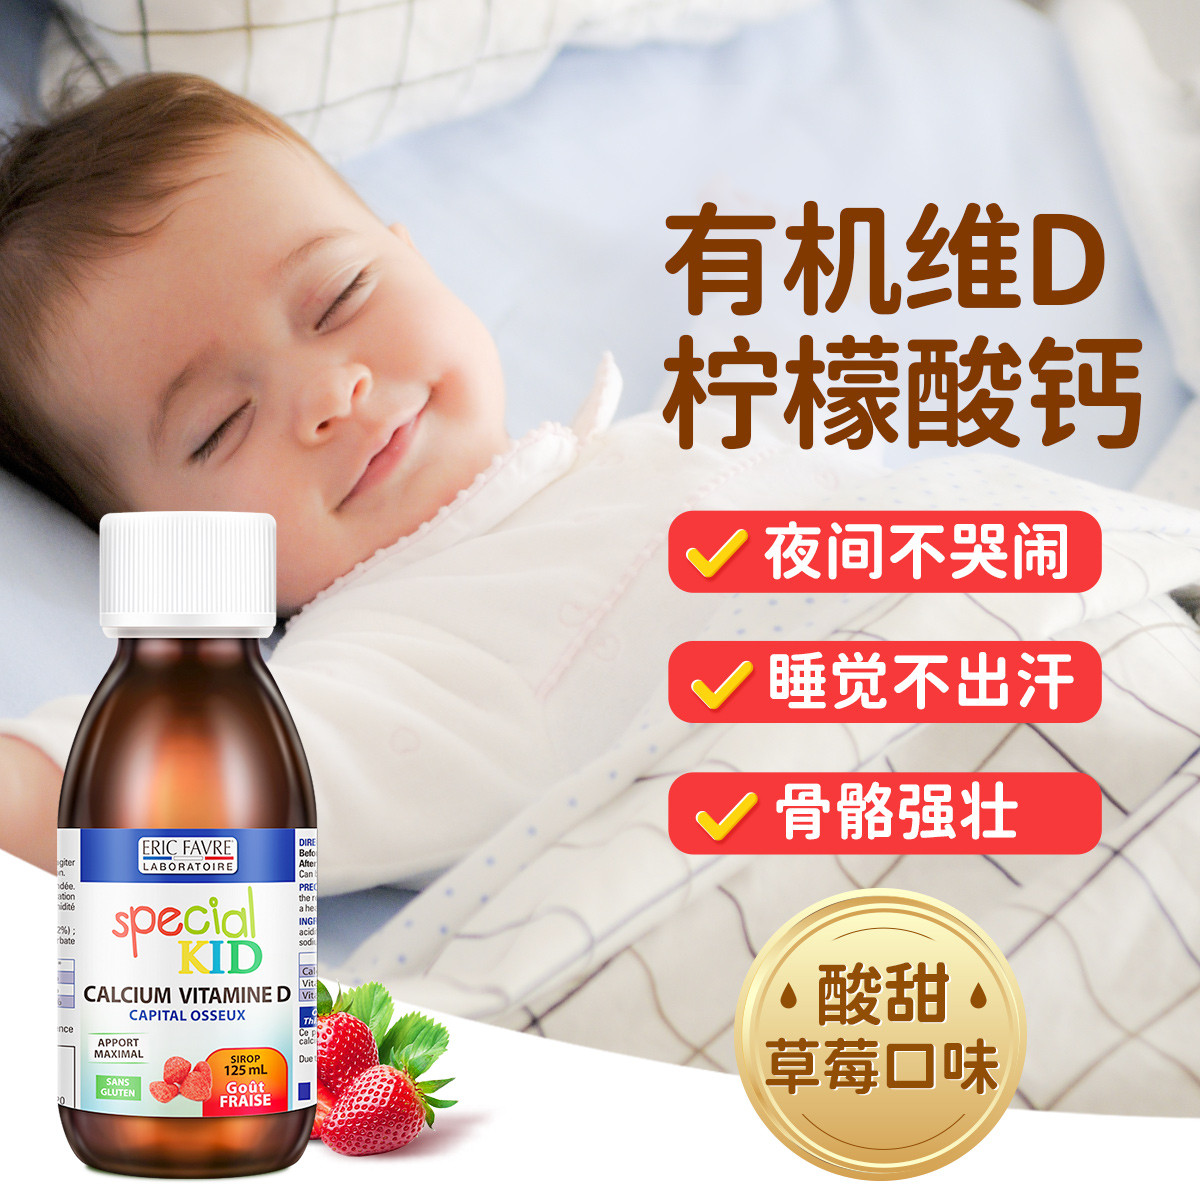 有机维D
柠檬酸钙
夜间不哭闹
睡觉不出汗
骨骼强壮
酸甜
草莓口味
ERIC FAVRE
LABORATOIRE
special
KID
CALCIUM VITAMINE D
CAPITAL OSSEUX
APPORT
MAXIMAL
SANS
GLUTEN
SIROP
125 mL
Goût
FRAISE